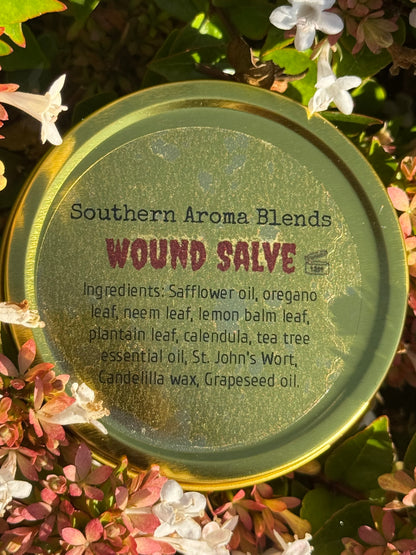 Southern Aroma Blends
WOUND SALVE
Ingredients: Safflower oil, oregano
leaf, neem leaf, lemon balm leaf,
plantain leaf, calendula, tea tree
essential oil, St. John's Wort,
Candelilla wax, Grapeseed oil.